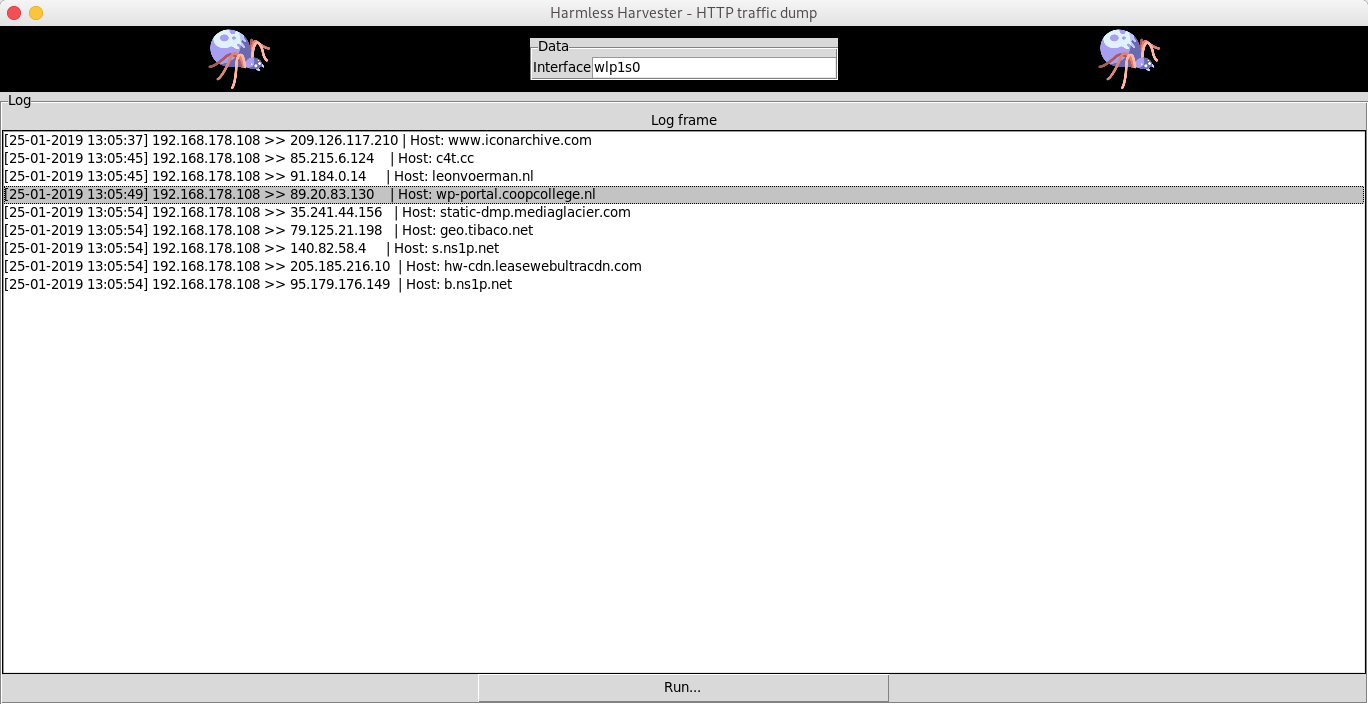 Harmless Harvester - HTTP traffic dump
Data
Interface wlp1s0
Log
Log frame
[25-01-2019 13:05:37] 192.168.178.108 >> 209.126.117.210 | Host: www.iconarchive.com
[25-01-2019 13:05:45] 192.168.178.108 >> 85.215.6.124 | Host: c4t.cc
[25-01-2019 13:05:45] 192.168.178.108 >> 91.184.0.14 | Host: leonvoerman.nl
[25-01-2019 13:05:49] 192.168.178.108 >> 89.20.83.130 | Host: wp-portal.coopcollege.nl
[25-01-2019 13:05:54] 192.168.178.108 >> 35.241.44.156 | Host: static-dmp.mediaglacier.com
[25-01-2019 13:05:54] 192.168.178.108 >> 79.125.21.198 | Host: geo.tibaco.net
[25-01-2019 13:05:54] 192.168.178.108 >> 140.82.58.4 | Host: s.ns1p.net
[25-01-2019 13:05:54] 192.168.178.108 >> 205.185.216.10 | Host: hw-cdn.leasewebultracdn.com
[25-01-2019 13:05:54] 192.168.178.108 >> 95.179.176.149 | Host: b.ns1p.net
Run...